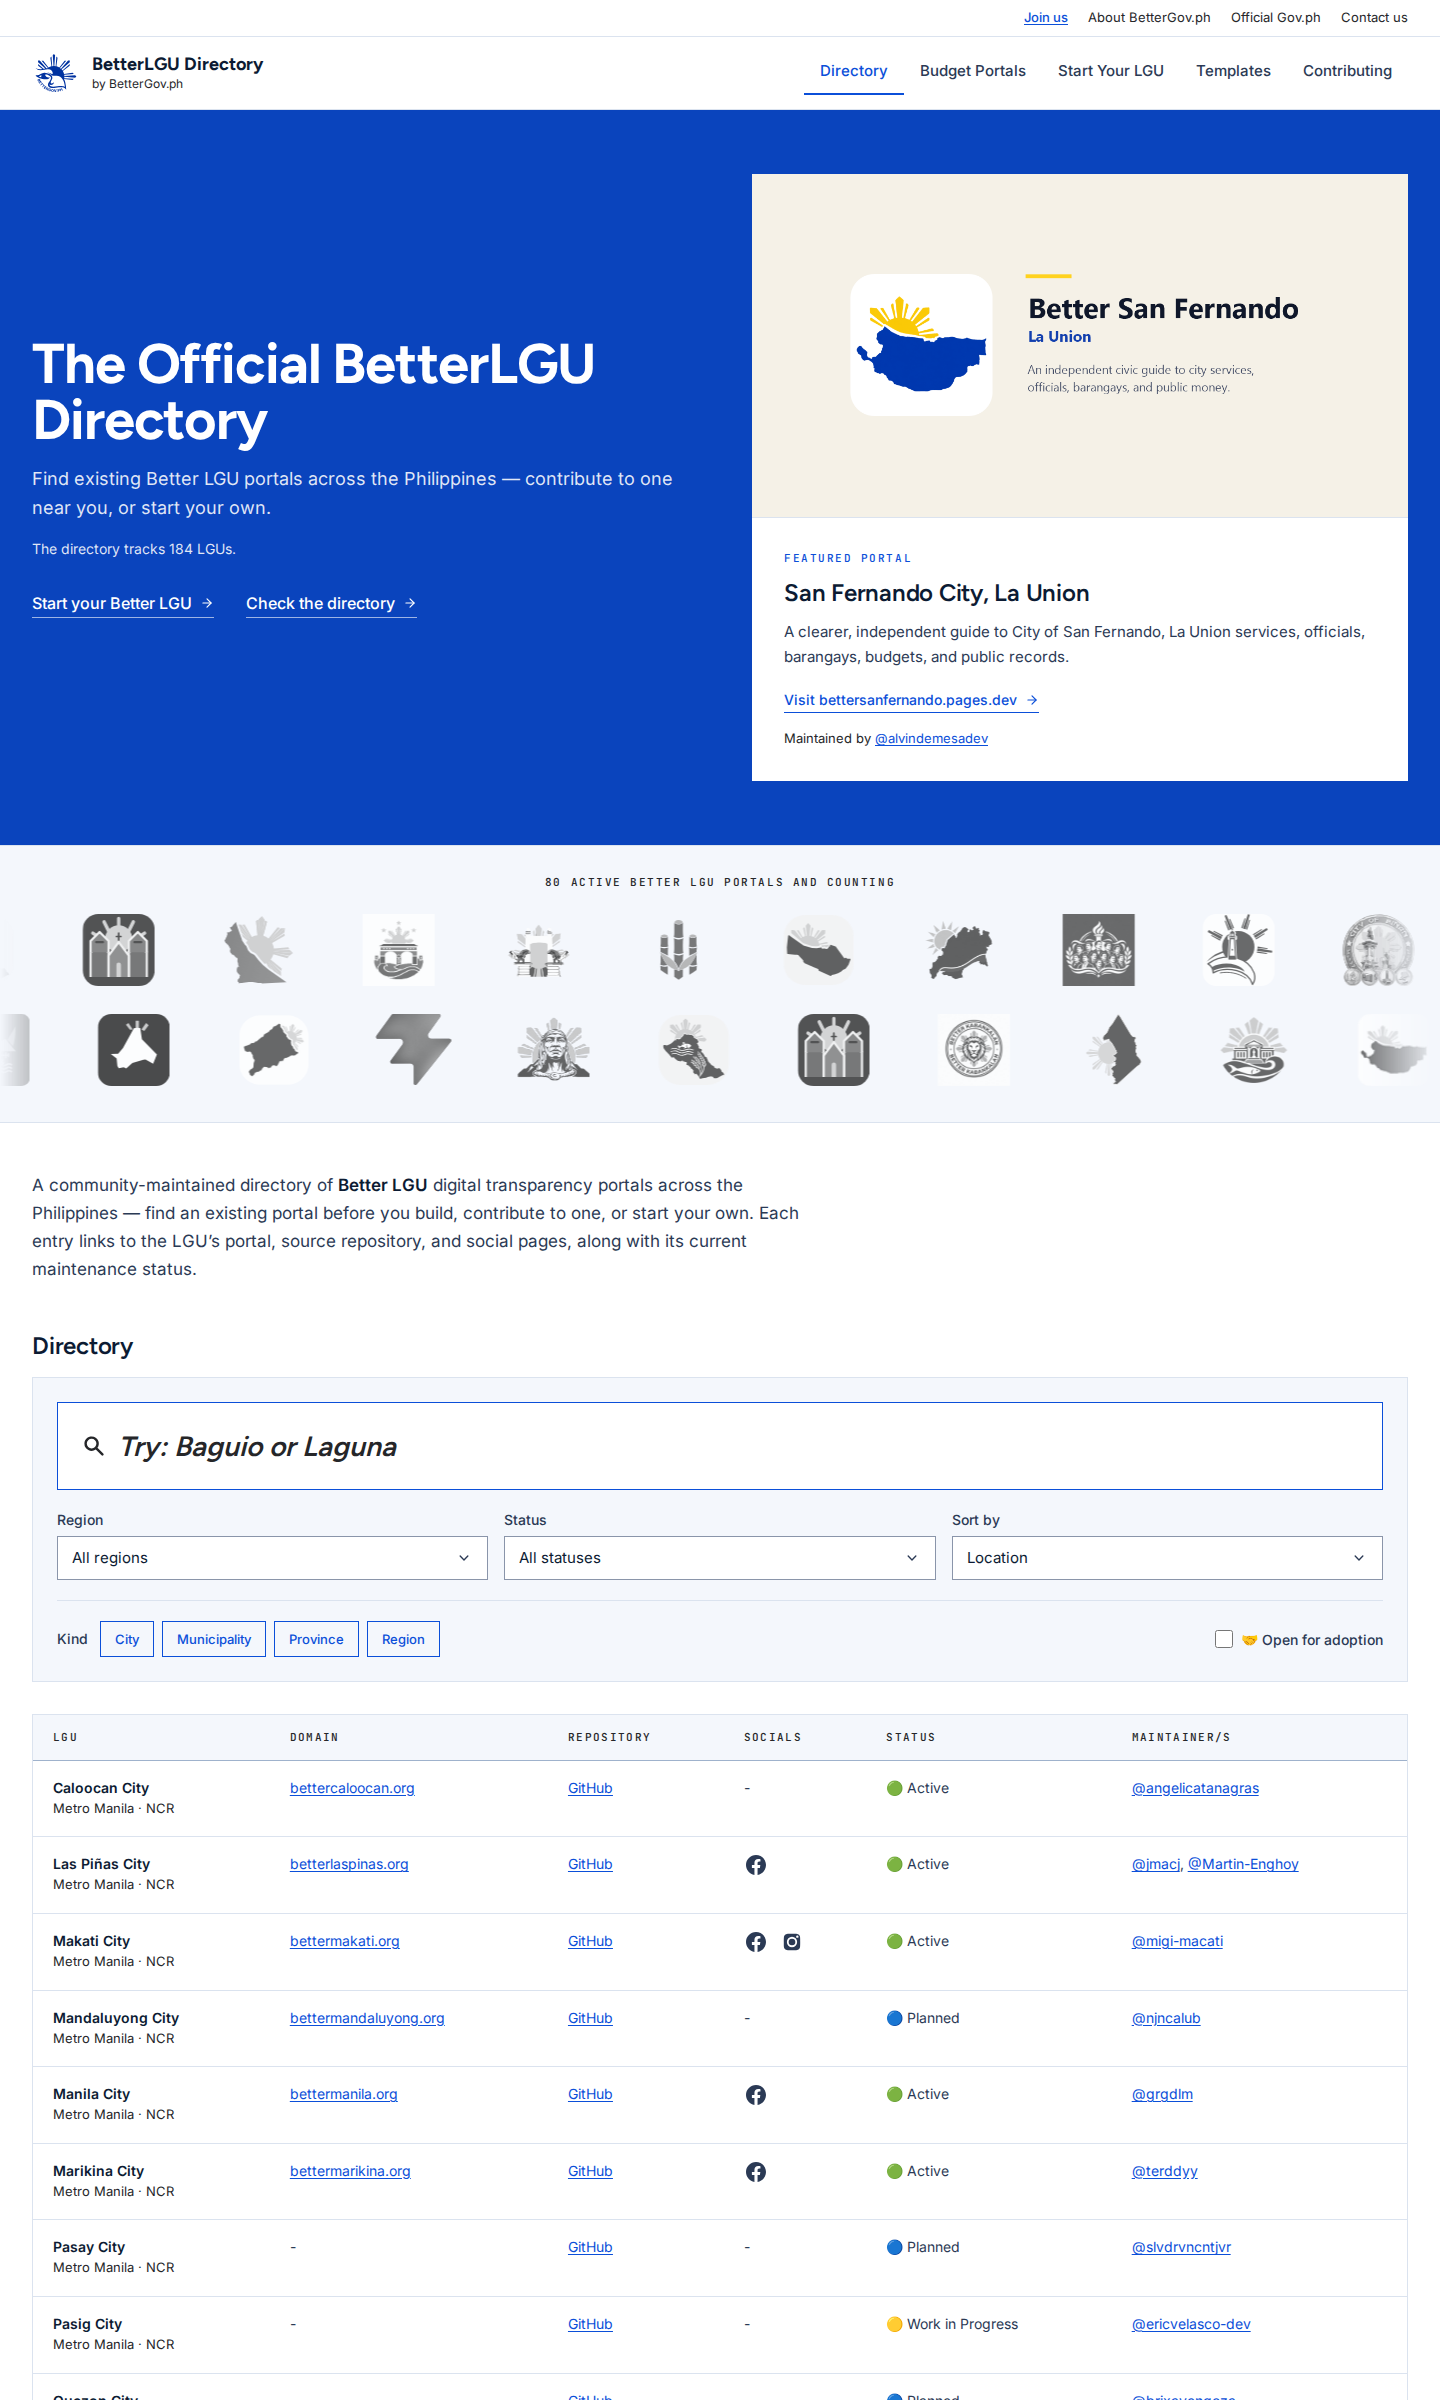 Join us About BetterGov.ph Official Gov.ph Contact us
BetterLGU Directory
by BetterGov.ph
Directory Budget Portals Start Your LGU Templates Contributing
The Official BetterLGU
Directory
Find existing Better LGU portals across the Philippines — contribute to one
near you, or start your own.
The directory tracks 184 LGUs.
Start your Better LGU → Check the directory →
Better San Fernando
La Union
An independent civic guide to city services,
officials, barangays, and public money.
FEATURED PORTAL
San Fernando City, La Union
A clearer, independent guide to City of San Fernando, La Union services, officials,
barangays, budgets, and public records.
Visit bettersanfernando.pages.dev →
Maintained by @alvindemesadev
80 ACTIVE BETTER LGU PORTALS AND COUNTING
A community-maintained directory of Better LGU digital transparency portals across the
Philippines — find an existing portal before you build, contribute to one, or start your own. Each
entry links to the LGU’s portal, source repository, and social pages, along with its current
maintenance status.
Directory
Try: Baguio or Laguna
Region Status Sort by
All regions All statuses Location
Kind City Municipality Province Region 🤝 Open for adoption
LGU DOMAIN REPOSITORY SOCIALS STATUS MAINTAINER/S
Caloocan City bettercaloocan.org GitHub - 🟢 Active @angelicatanagras
Metro Manila · NCR
Las Piñas City betterlaspinas.org GitHub 🟢 Active @jmacj, @Martin-Enghoy
Metro Manila · NCR
Makati City bettermakati.org GitHub 🟢 Active @migi-macati
Metro Manila · NCR
Mandaluyong City bettermandaluyong.org GitHub - 🔵 Planned @njncalub
Metro Manila · NCR
Manila City bettermanila.org GitHub 🟢 Active @grgdlm
Metro Manila · NCR
Marikina City bettermarikina.org GitHub 🟢 Active @terddyy
Metro Manila · NCR
Pasay City - GitHub - 🔵 Planned @slvdrvncntjvr
Metro Manila · NCR
Pasig City - GitHub - 🟡 Work in Progress @ericvelasco-dev
Metro Manila · NCR